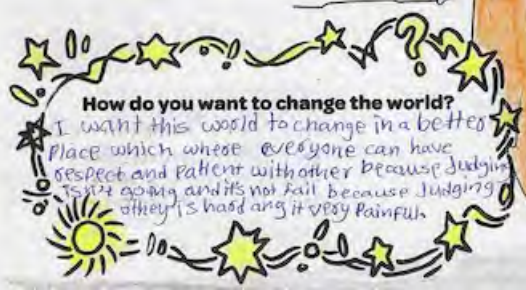 How do you want to change the world?
I want this world to change in a better
Place which where everyone can have
respect and Patient with other because Judging
isn't going and it's not fail because Judging
othey is hard ang it very Painful.